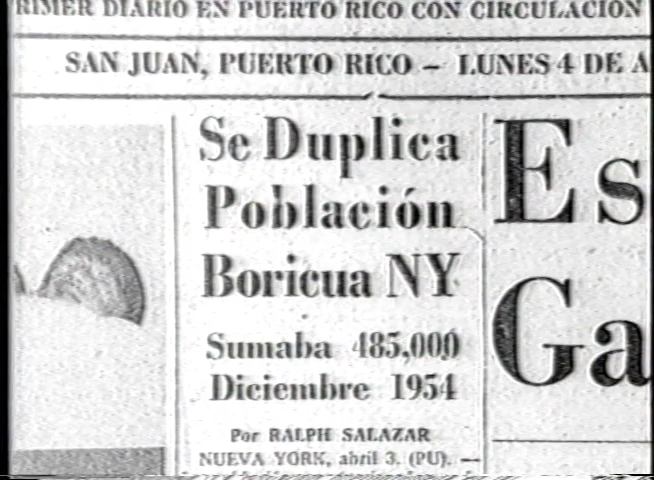 RIMER DIARIO EN PUERTO RICO CON CIRCULACION
SAN JUAN, PUERTO RICO – LUNES 4 DE A
Se Duplica
Población
Boricua NY
Sumaba 485,000
Diciembre 1954
Por RALPH SALAZAR
NUEVA YORK, abril 3. (PU). —
Es
Ga